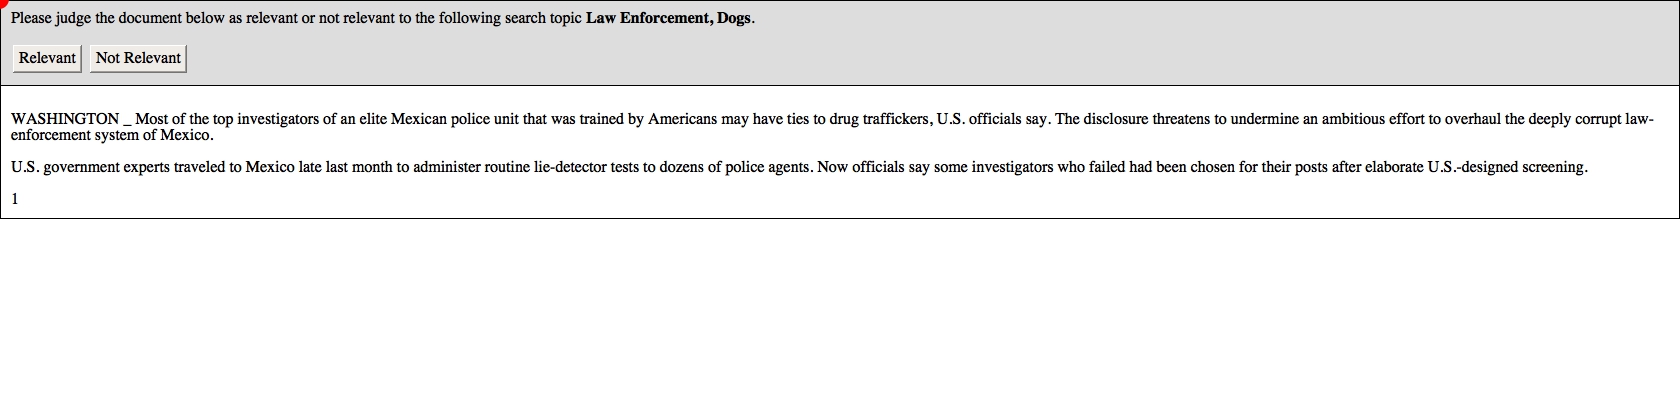 Please judge the document below as relevant or not relevant to the following search topic Law Enforcement, Dogs.
Relevant Not Relevant
WASHINGTON _ Most of the top investigators of an elite Mexican police unit that was trained by Americans may have ties to drug traffickers, U.S. officials say. The disclosure threatens to undermine an ambitious effort to overhaul the deeply corrupt law-
enforcement system of Mexico.
U.S. government experts traveled to Mexico late last month to administer routine lie-detector tests to dozens of police agents. Now officials say some investigators who failed had been chosen for their posts after elaborate U.S.-designed screening.
1